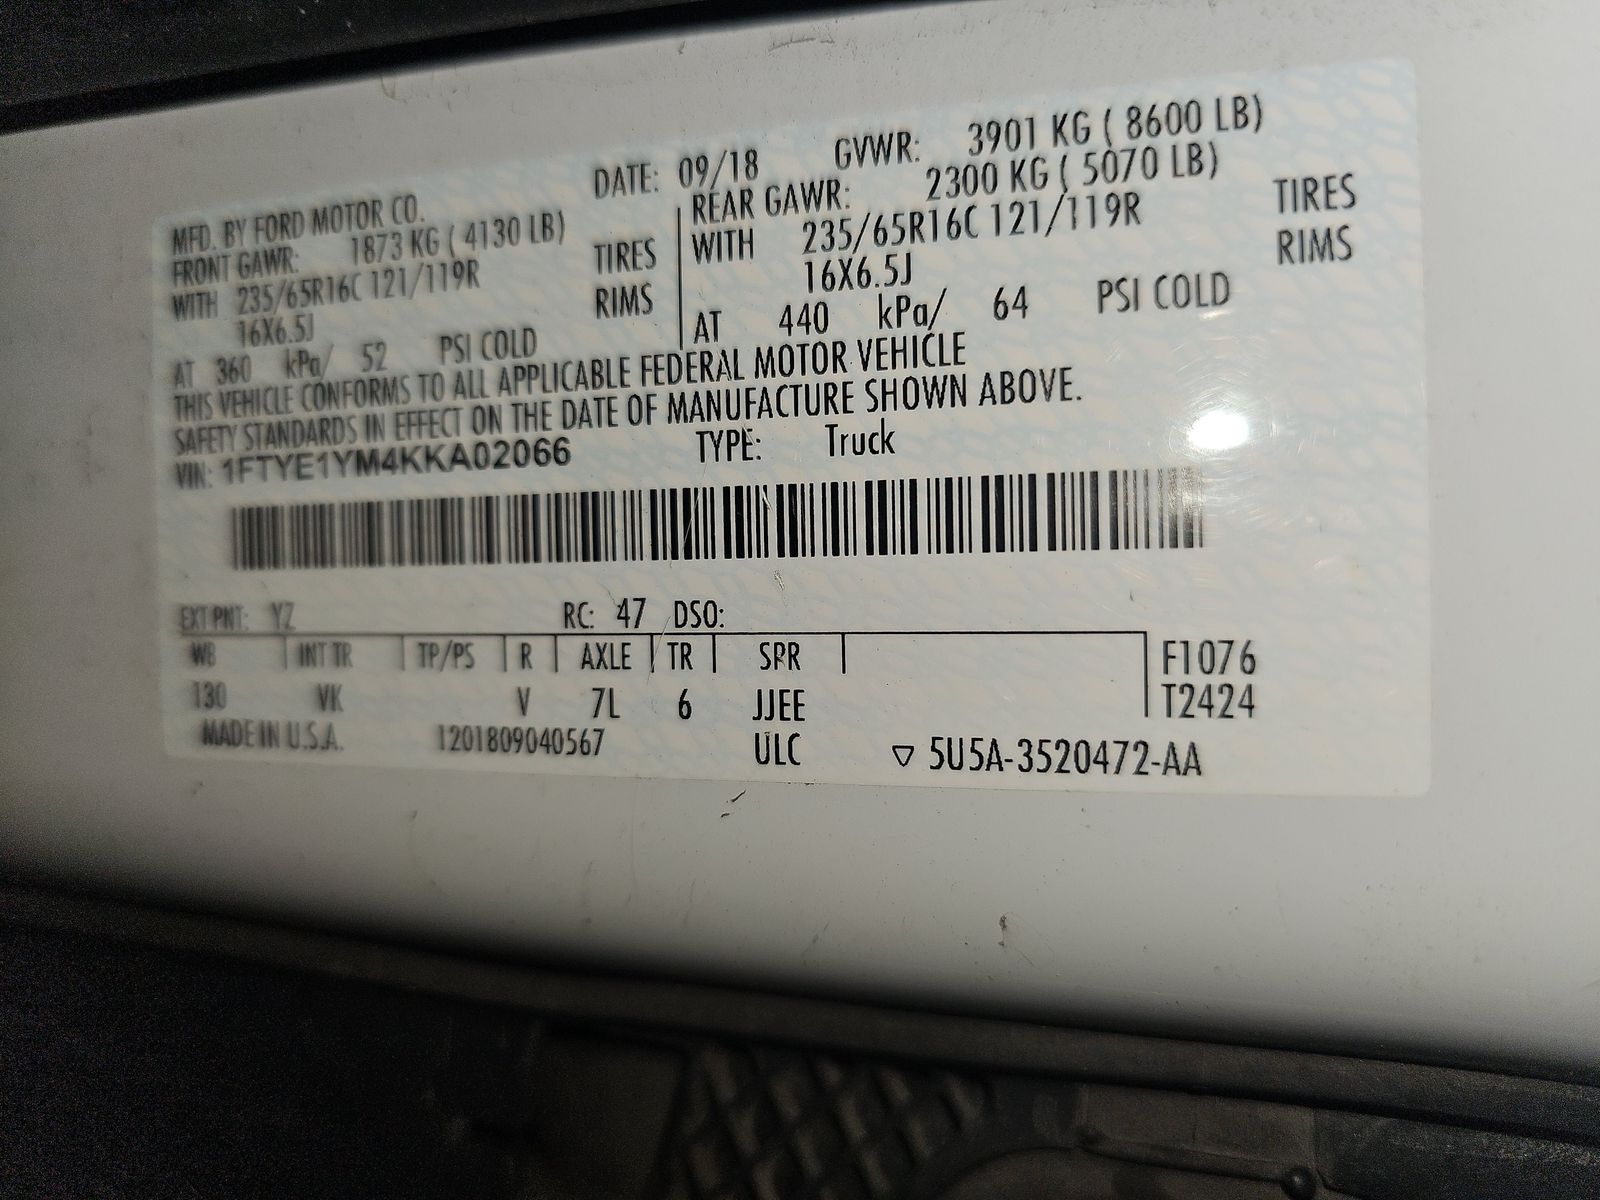 DATE: 09/18 GVWR: 3901 KG ( 8600 LB)
MFD. BY FORD MOTOR CO.
FRONT GAWR: 1873 KG ( 4130 LB)
WITH 235/65R16C 121/119R TIRES
16X6.5J RIMS
AT 360 kPa/ 52 PSI COLD
REAR GAWR: 2300 KG ( 5070 LB)
WITH 235/65R16C 121/119R TIRES
16X6.5J RIMS
AT 440 kPa/ 64 PSI COLD
THIS VEHICLE CONFORMS TO ALL APPLICABLE FEDERAL MOTOR VEHICLE
SAFETY STANDARDS IN EFFECT ON THE DATE OF MANUFACTURE SHOWN ABOVE.
VIN: 1FTYE1YM4KKA02066 TYPE: Truck
EXT PNT: YZ RC: 47 DSO:
WB INT TR TP/PS R AXLE TR SPR F1076
130 VK V 7L 6 JJEE T2424
MADE IN U.S.A. 1201809040567 ULC ▽ 5U5A-3520472-AA